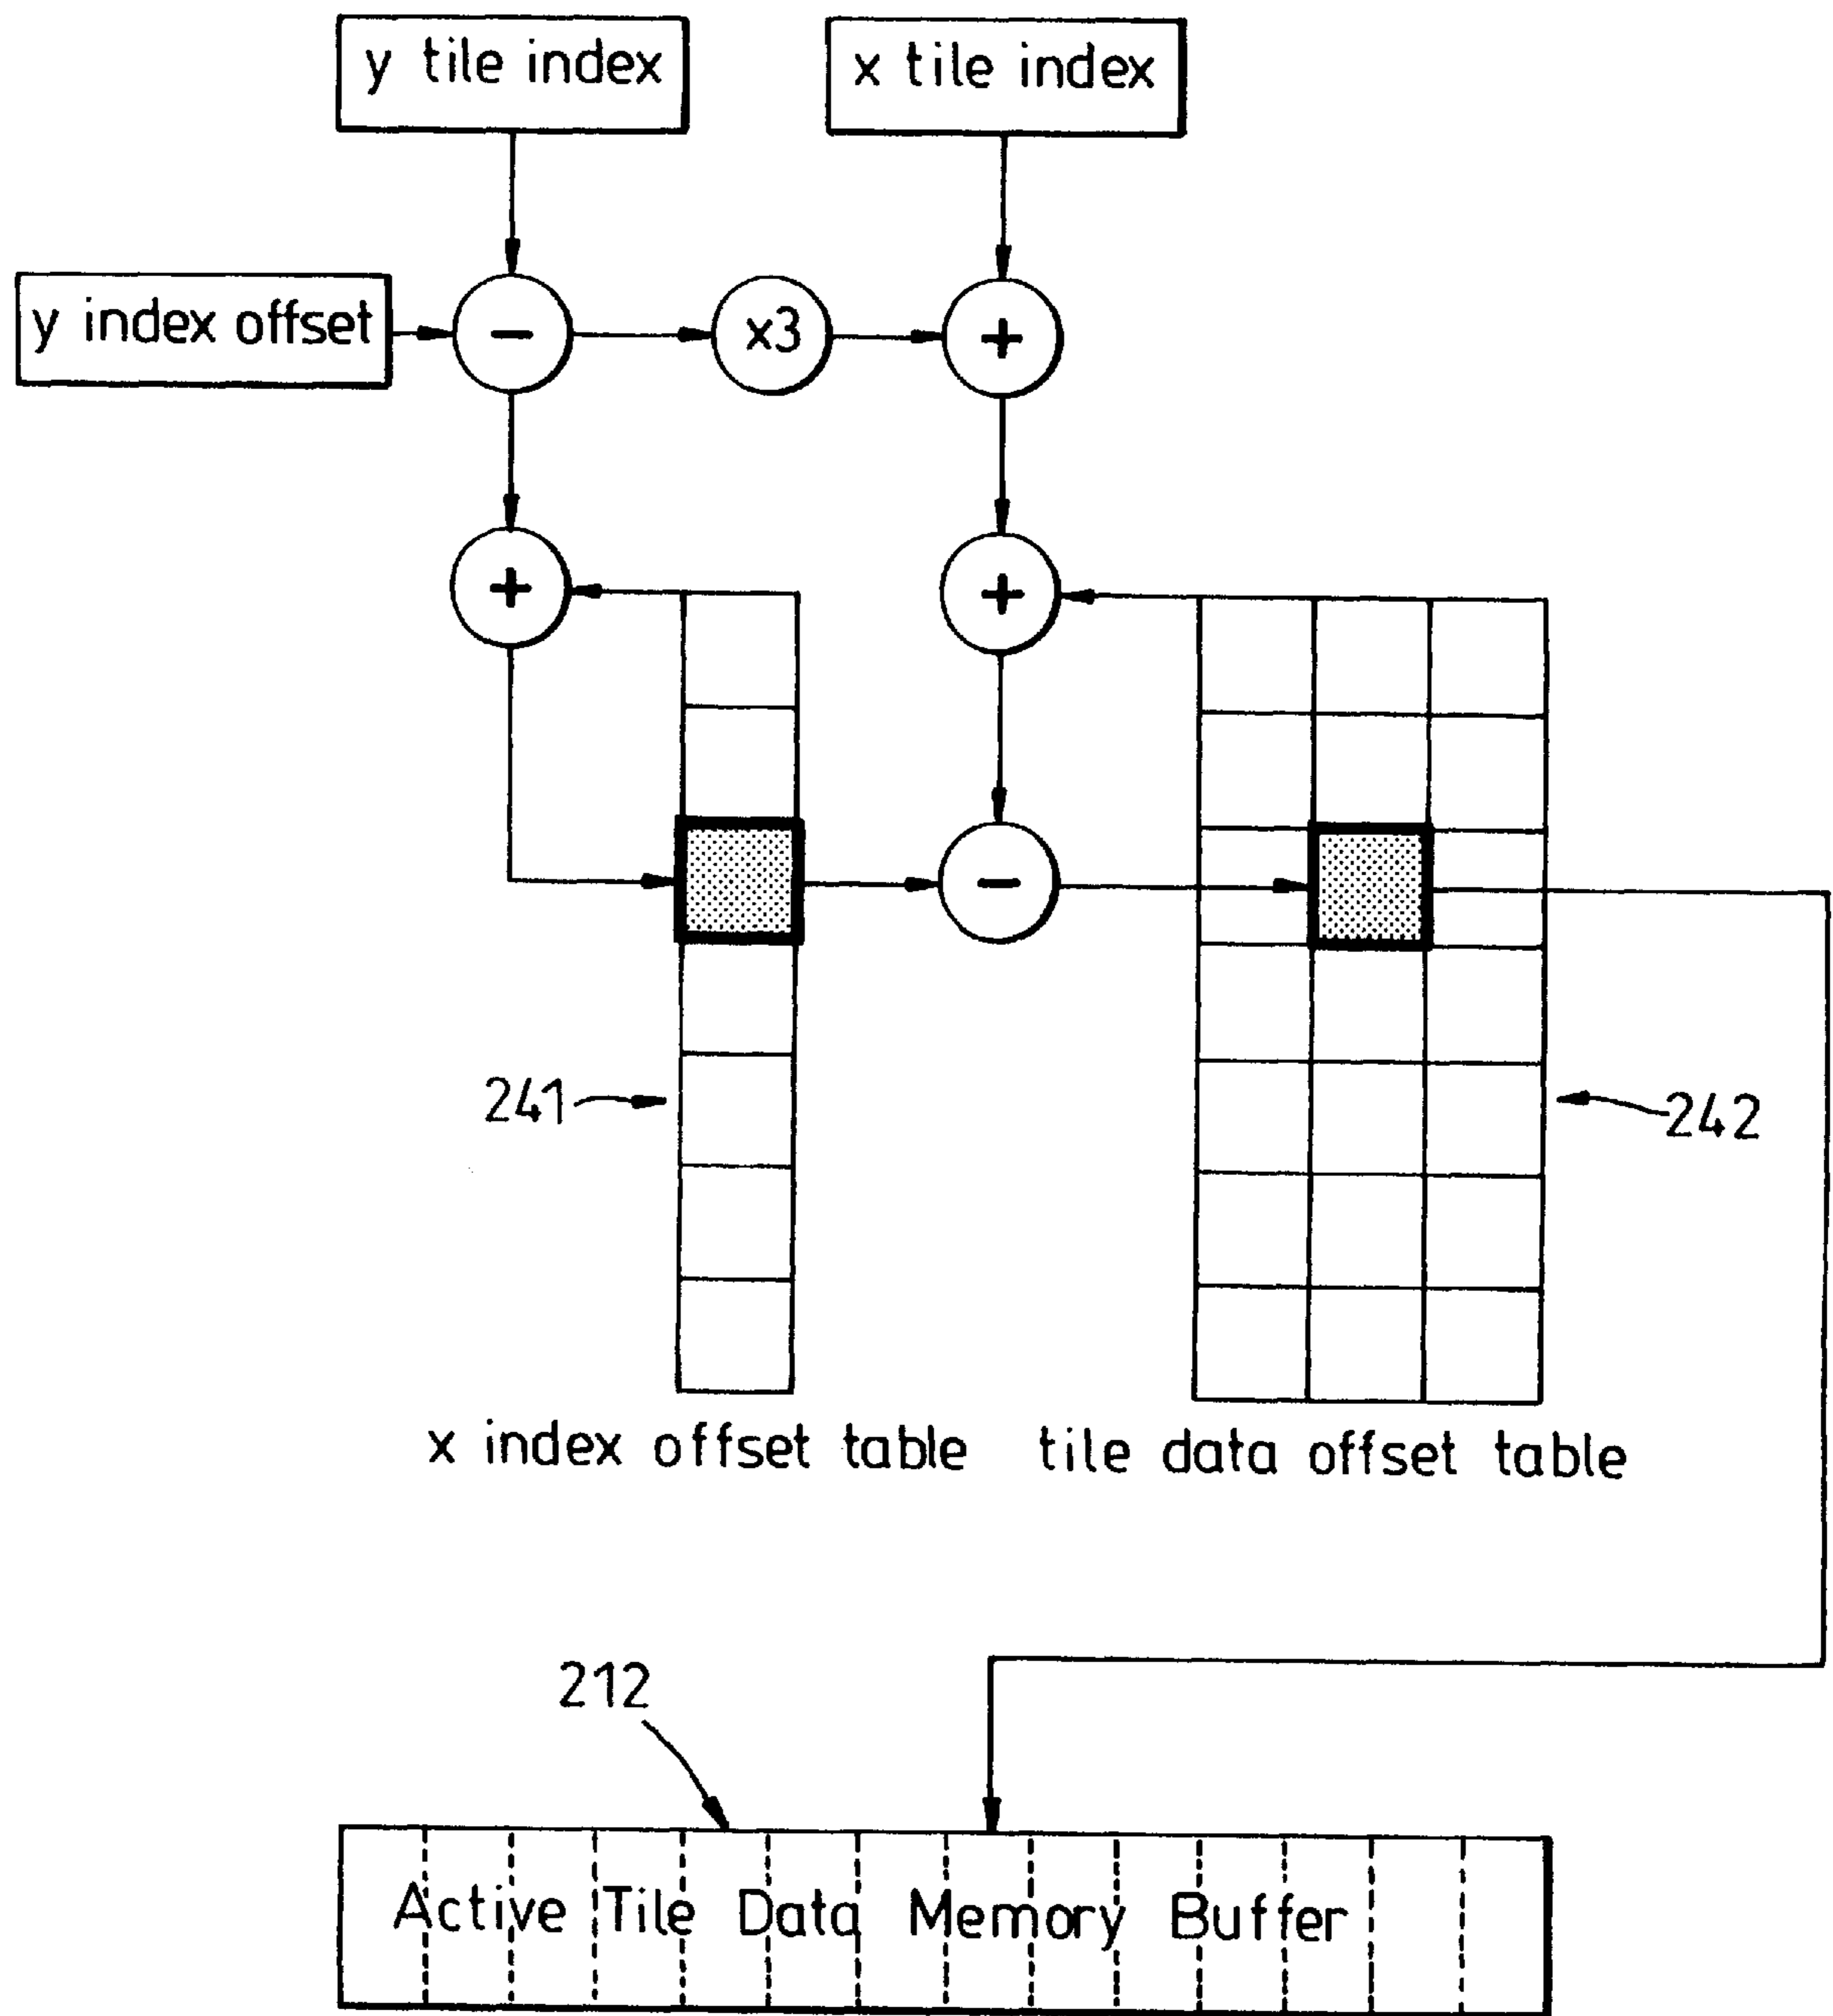 y tile index
x tile index
y index offset
−
x3
+
+
+
−
241
242
x index offset table
tile data offset table
212
Active Tile Data Memory Buffer